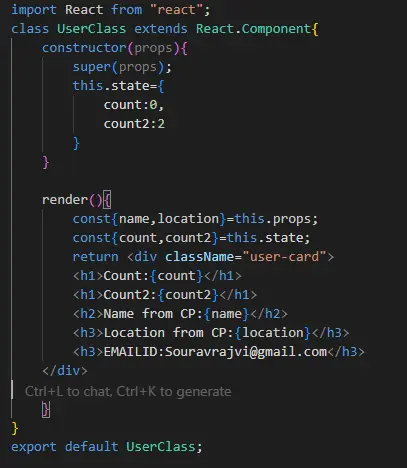 import React from "react";
class UserClass extends React.Component{
    constructor(props){
        super(props);
        this.state={
            count:0,
            count2:2
        }
    }
    render(){
        const{name,location}=this.props;
        const{count,count2}=this.state;
        return <div className="user-card">
        <h1>Count:{count}</h1>
        <h1>Count2:{count2}</h1>
        <h2>Name from CP:{name}</h2>
        <h3>Location from CP:{location}</h3>
        <h3>EMAILID:Souravrajvi@gmail.com</h3>
    </div>
Ctrl+L to chat, Ctrl+K to generate
    }
}
export default UserClass;